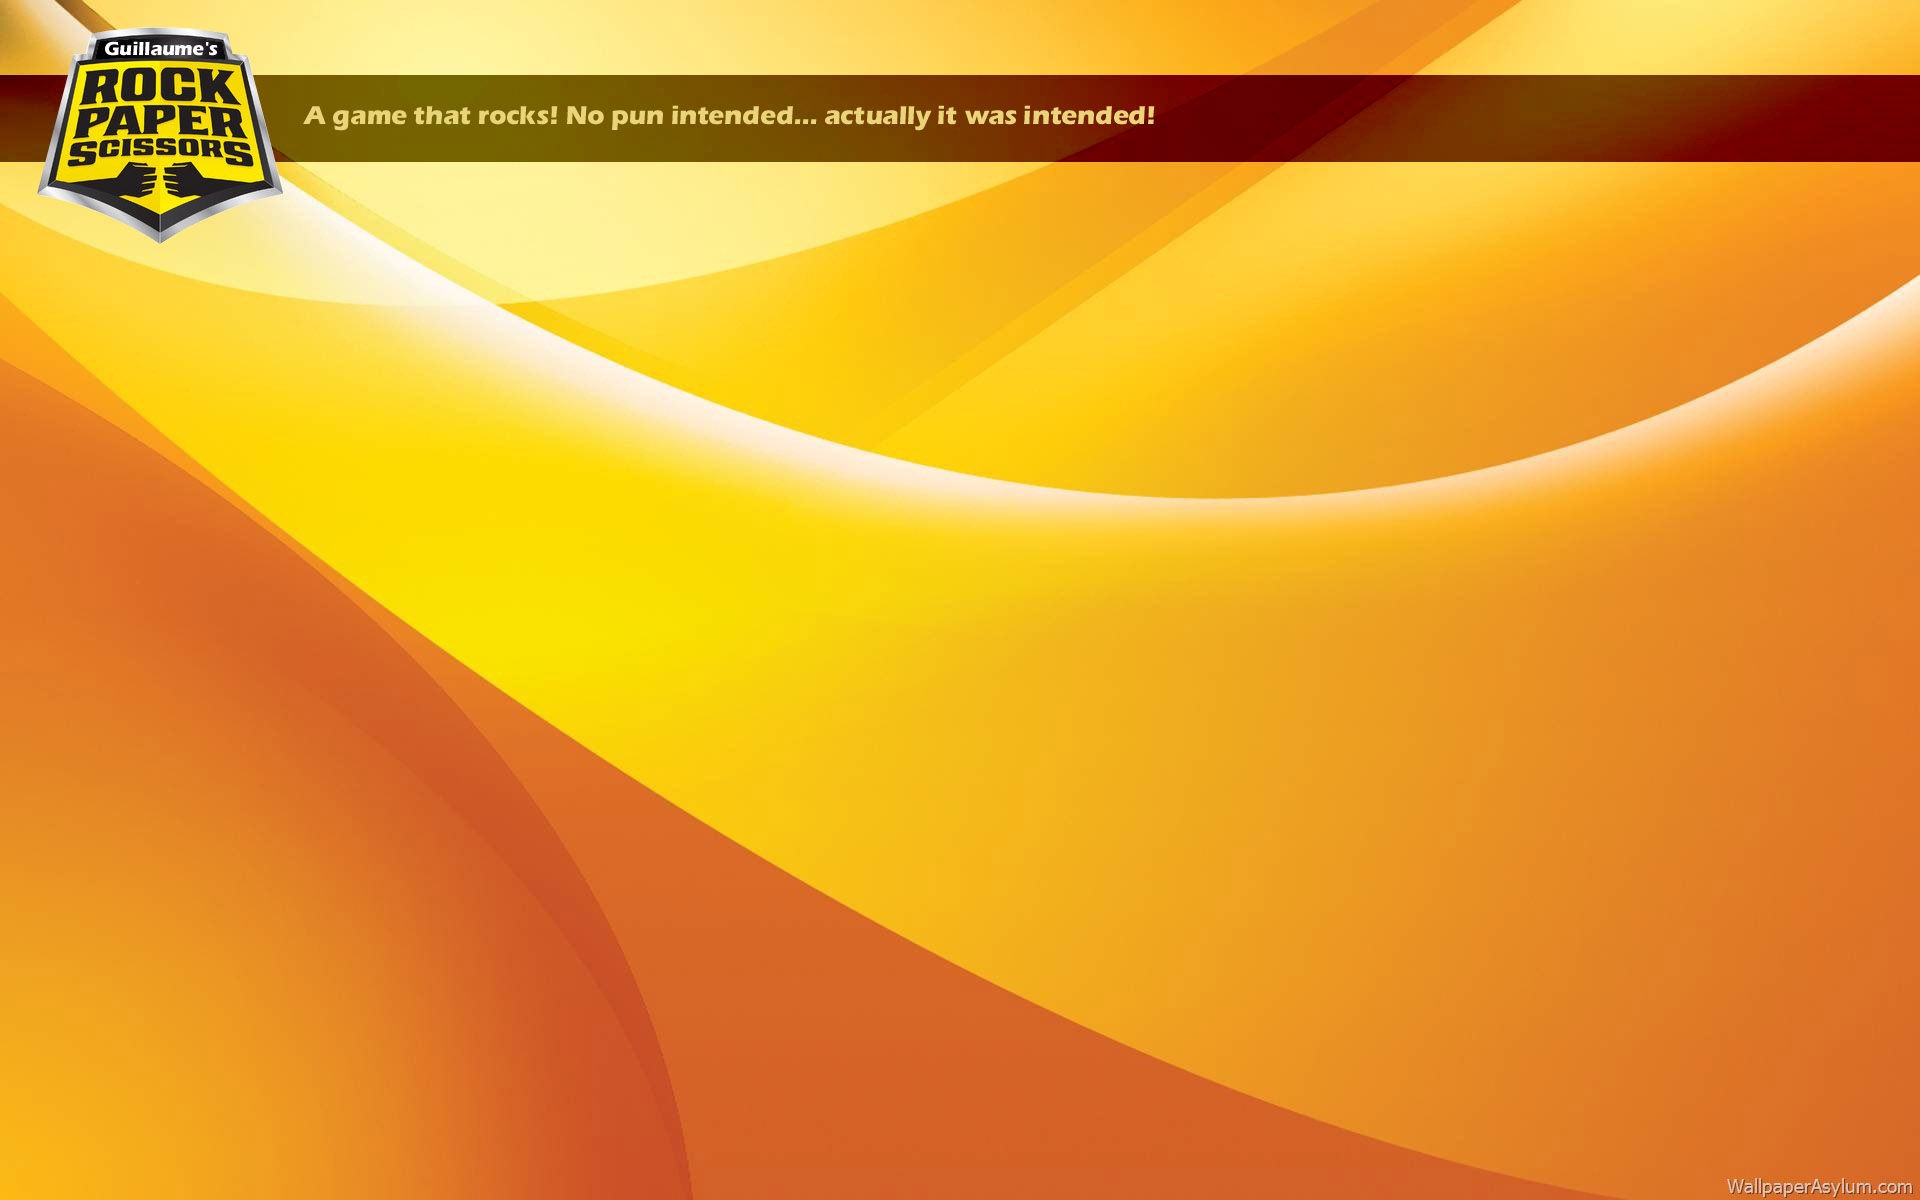 Guillaume's
ROCK
PAPER
SCISSORS
A game that rocks! No pun intended... actually it was intended!
WallpaperAsylum.com